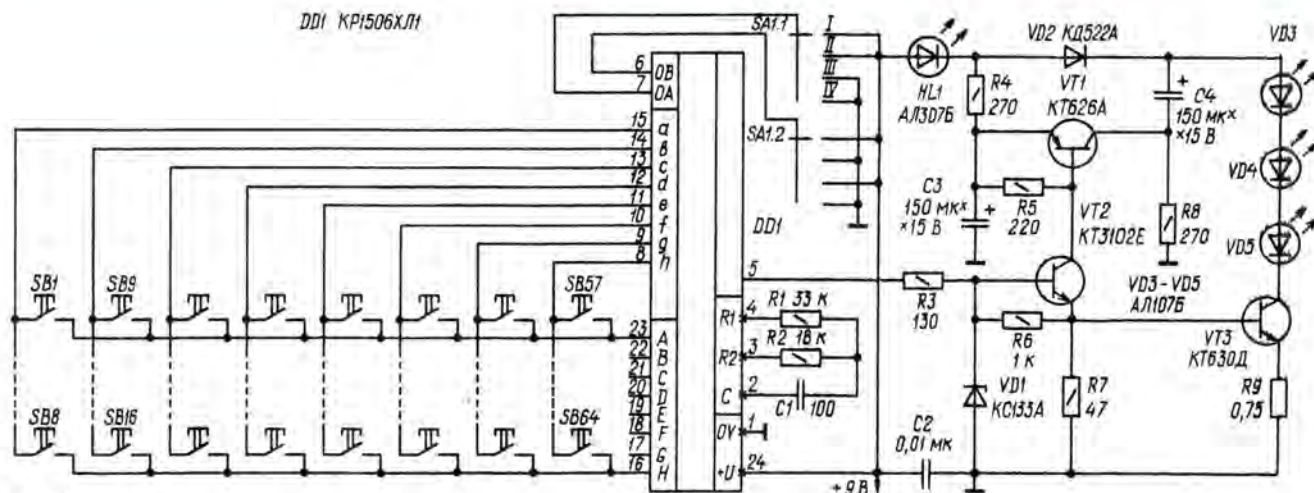 DD1 КР1506ХЛ1
SA1.1
I
II
III
IV
SA1.2
6 OB
7 OA
15 a
14 b
13 c
12 d
11 e
10 f
9 g
8 h
HL1
АЛ307Б
R4
270
VD2 КД522А
VT1
КТ626А
C4
150 мк×
×15 В
VD3
VD4
VD5
C3
150 мк×
×15 В
R5
220
VT2
КТ3102Е
R8
270
VD3 - VD5
АЛ107Б
DD1
5
R3
130
SB1
SB9
SB57
23 A
22 B
21 C
20 D
19 E
18 F
17 G
16 H
R1 4
R1 33 к
R2 3
R2 18 к
C 2
C1 100
0V 1
+U 24
R6
1 к
VT3
КТ630Д
VD1
КС133А
R7
47
R9
0,75
SB8
SB16
SB64
C2
0,01 мк
+9 В